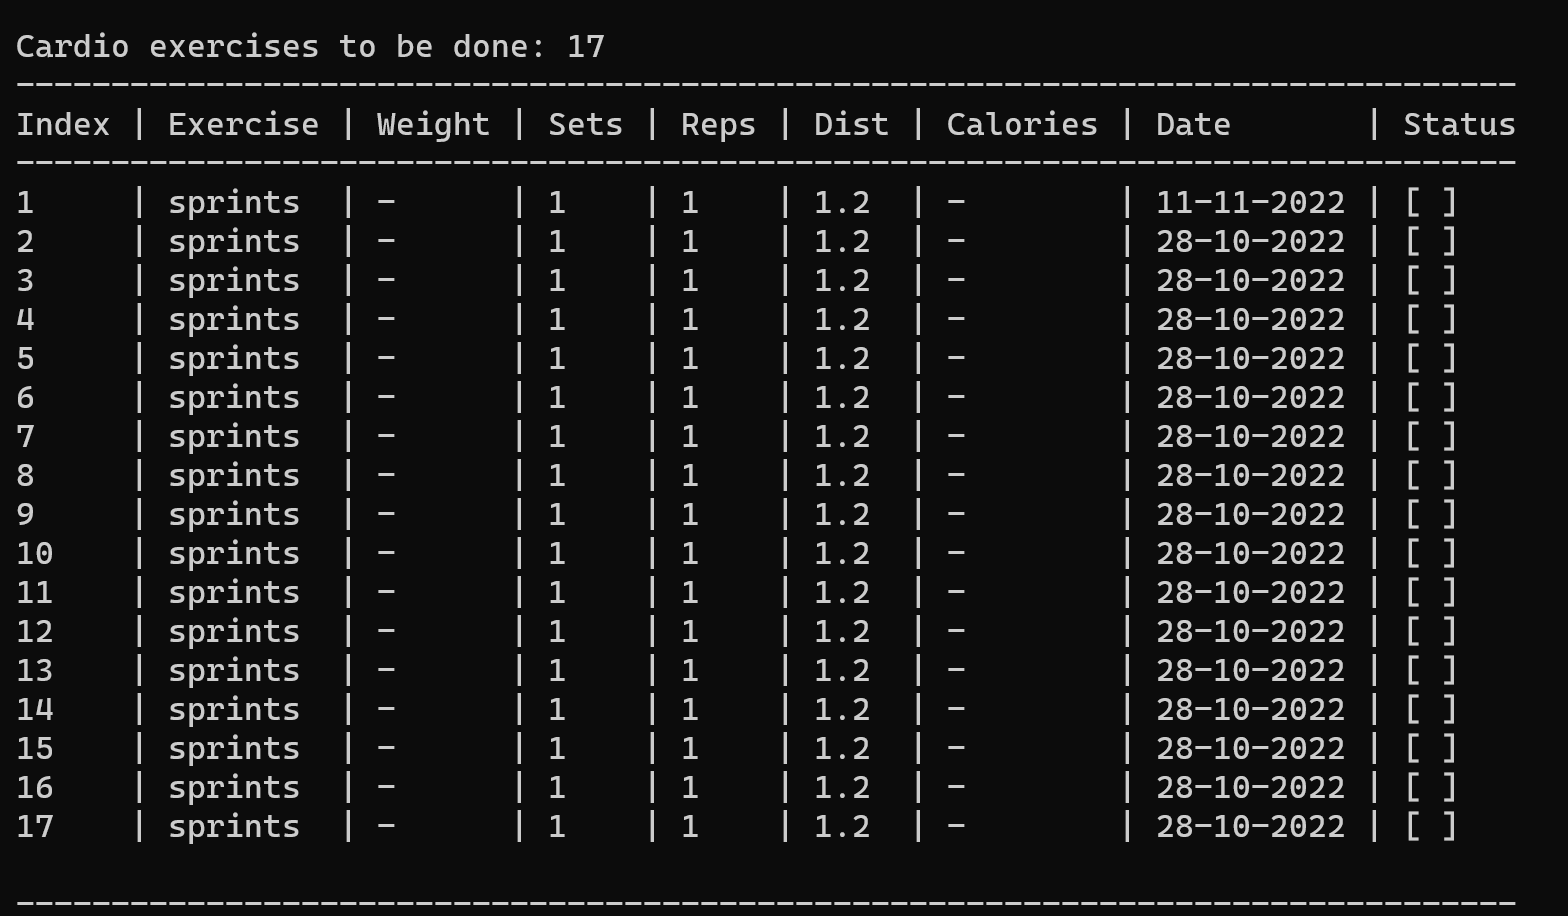 Cardio exercises to be done: 17
-------------------------------------------------------------------------------
Index | Exercise | Weight | Sets | Reps | Dist | Calories | Date       | Status
-------------------------------------------------------------------------------
1     | sprints  | -      | 1    | 1    | 1.2  | -        | 11-11-2022 | [ ]
2     | sprints  | -      | 1    | 1    | 1.2  | -        | 28-10-2022 | [ ]
3     | sprints  | -      | 1    | 1    | 1.2  | -        | 28-10-2022 | [ ]
4     | sprints  | -      | 1    | 1    | 1.2  | -        | 28-10-2022 | [ ]
5     | sprints  | -      | 1    | 1    | 1.2  | -        | 28-10-2022 | [ ]
6     | sprints  | -      | 1    | 1    | 1.2  | -        | 28-10-2022 | [ ]
7     | sprints  | -      | 1    | 1    | 1.2  | -        | 28-10-2022 | [ ]
8     | sprints  | -      | 1    | 1    | 1.2  | -        | 28-10-2022 | [ ]
9     | sprints  | -      | 1    | 1    | 1.2  | -        | 28-10-2022 | [ ]
10    | sprints  | -      | 1    | 1    | 1.2  | -        | 28-10-2022 | [ ]
11    | sprints  | -      | 1    | 1    | 1.2  | -        | 28-10-2022 | [ ]
12    | sprints  | -      | 1    | 1    | 1.2  | -        | 28-10-2022 | [ ]
13    | sprints  | -      | 1    | 1    | 1.2  | -        | 28-10-2022 | [ ]
14    | sprints  | -      | 1    | 1    | 1.2  | -        | 28-10-2022 | [ ]
15    | sprints  | -      | 1    | 1    | 1.2  | -        | 28-10-2022 | [ ]
16    | sprints  | -      | 1    | 1    | 1.2  | -        | 28-10-2022 | [ ]
17    | sprints  | -      | 1    | 1    | 1.2  | -        | 28-10-2022 | [ ]
-------------------------------------------------------------------------------